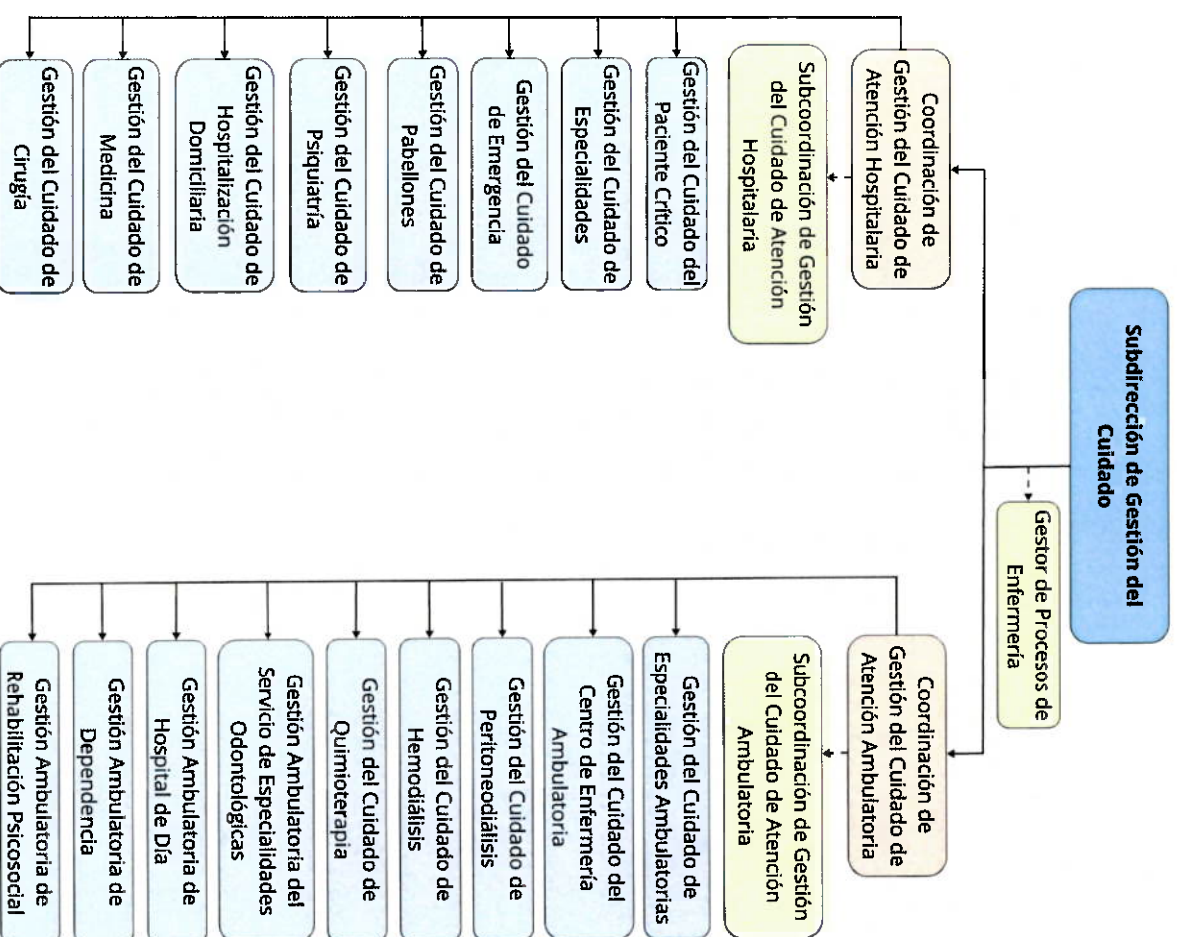 Subdirección de Gestión del
Cuidado
Gestor de Procesos de
Enfermería
Coordinación de
Gestión del Cuidado de
Atención Hospitalaria
Subcoordinación de Gestión
del Cuidado de Atención
Hospitalaria
Gestión del Cuidado del
Paciente Crítico
Gestión del Cuidado de
Especialidades
Gestión del Cuidado
de Emergencia
Gestión del Cuidado de
Pabellones
Gestión del Cuidado de
Psiquiatría
Gestión del Cuidado de
Hospitalización
Domiciliaria
Gestión del Cuidado de
Medicina
Gestión del Cuidado de
Cirugía
Coordinación de
Gestión del Cuidado de
Atención Ambulatoria
Subcoordinación de Gestión
del Cuidado de Atención
Ambulatoria
Gestión del Cuidado de
Especialidades Ambulatorias
Gestión del Cuidado del
Centro de Enfermería
Ambulatoria
Gestión del Cuidado de
Peritoneodiálisis
Gestión del Cuidado de
Hemodiálisis
Gestión del Cuidado de
Quimioterapia
Gestión Ambulatoria del
Servicio de Especialidades
Odontológicas
Gestión Ambulatoria de
Hospital de Día
Gestión Ambulatoria de
Dependencia
Gestión Ambulatoria de
Rehabilitación Psicosocial